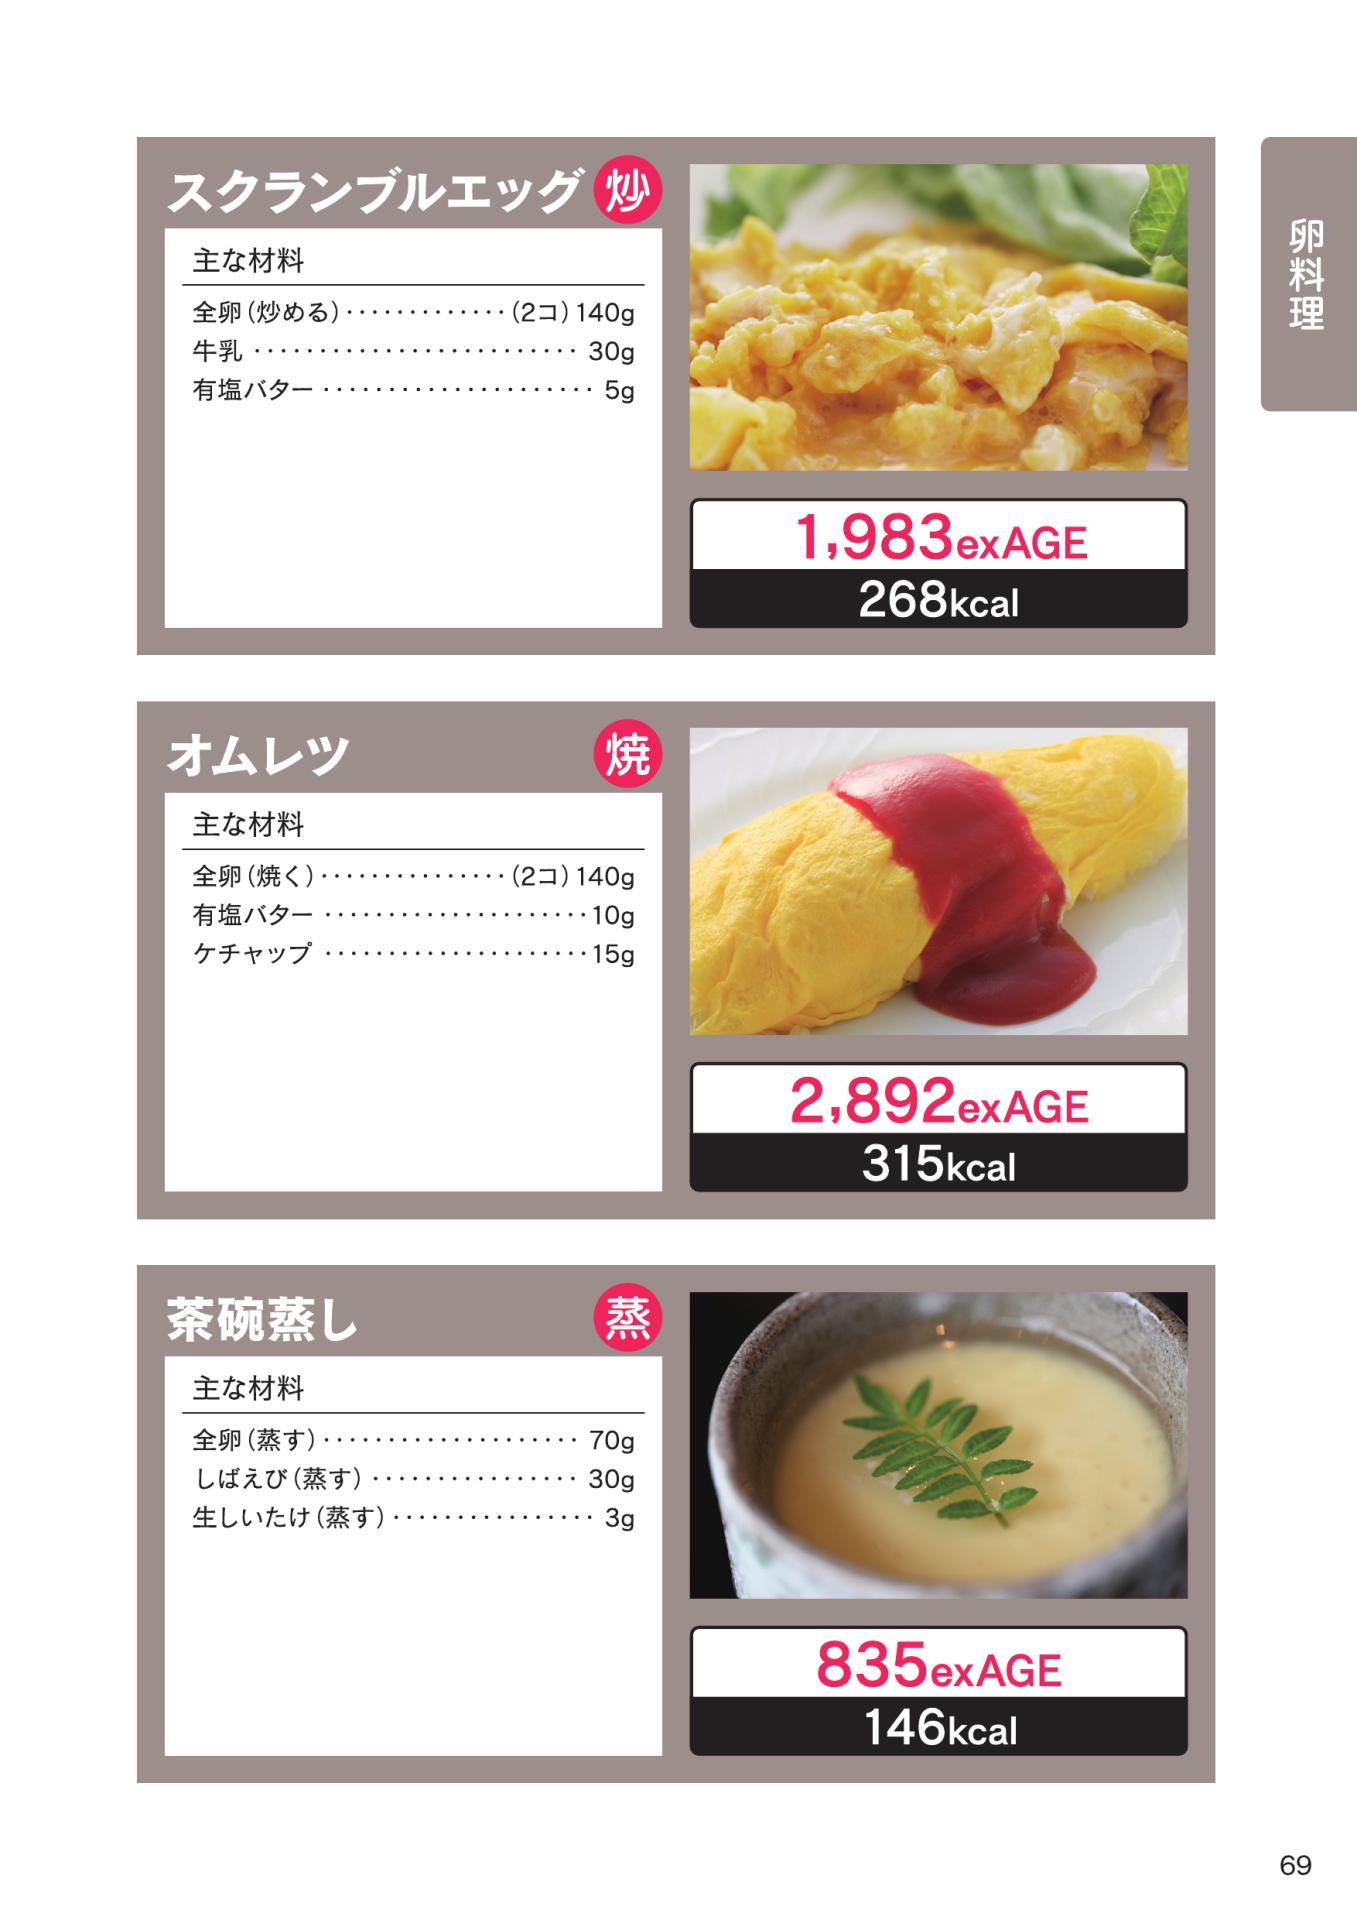 スクランブルエッグ 炒
主な材料
全卵（炒める）·············（2コ）140g
牛乳 ························· 30g
有塩バター ····················· 5g
1,983exAGE
268kcal
卵料理
オムレツ 焼
主な材料
全卵（焼く）···············（2コ）140g
有塩バター ·····················10g
ケチャップ ·····················15g
2,892exAGE
315kcal
茶碗蒸し 蒸
主な材料
全卵（蒸す）···················· 70g
しばえび（蒸す）················ 30g
生しいたけ（蒸す）················ 3g
835exAGE
146kcal
69